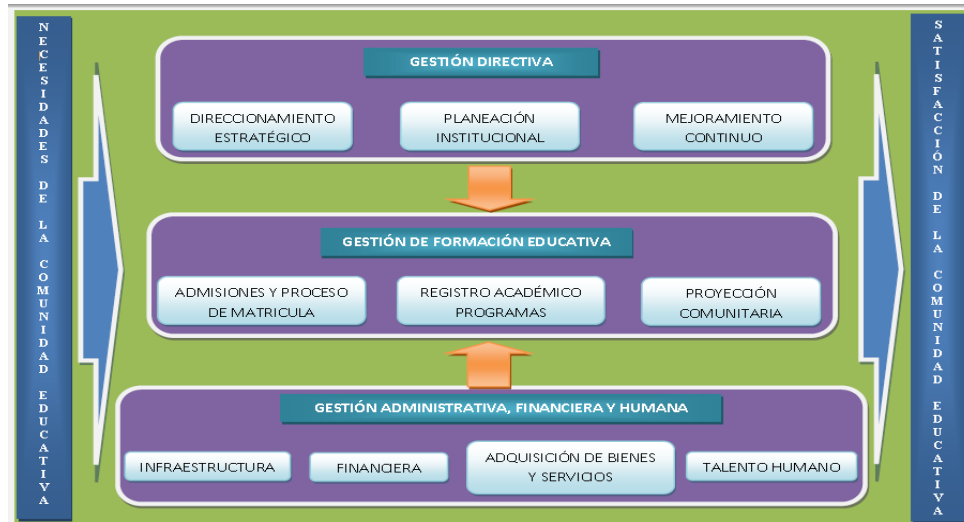 NECESIDADES DE LA COMUNIDAD EDUCATIVA
GESTIÓN DIRECTIVA
DIRECCIONAMIENTO
ESTRATÉGICO
PLANEACIÓN
INSTITUCIONAL
MEJORAMIENTO
CONTINUO
GESTIÓN DE FORMACIÓN EDUCATIVA
ADMISIONES Y PROCESO
DE MATRICULA
REGISTRO ACADÉMICO
PROGRAMAS
PROYECCIÓN
COMUNITARIA
GESTIÓN ADMINISTRATIVA, FINANCIERA Y HUMANA
INFRAESTRUCTURA
FINANCIERA
ADQUISICIÓN DE BIENES
Y SERVICIOS
TALENTO HUMANO
SATISFACCIÓN DE LA COMUNIDAD EDUCATIVA